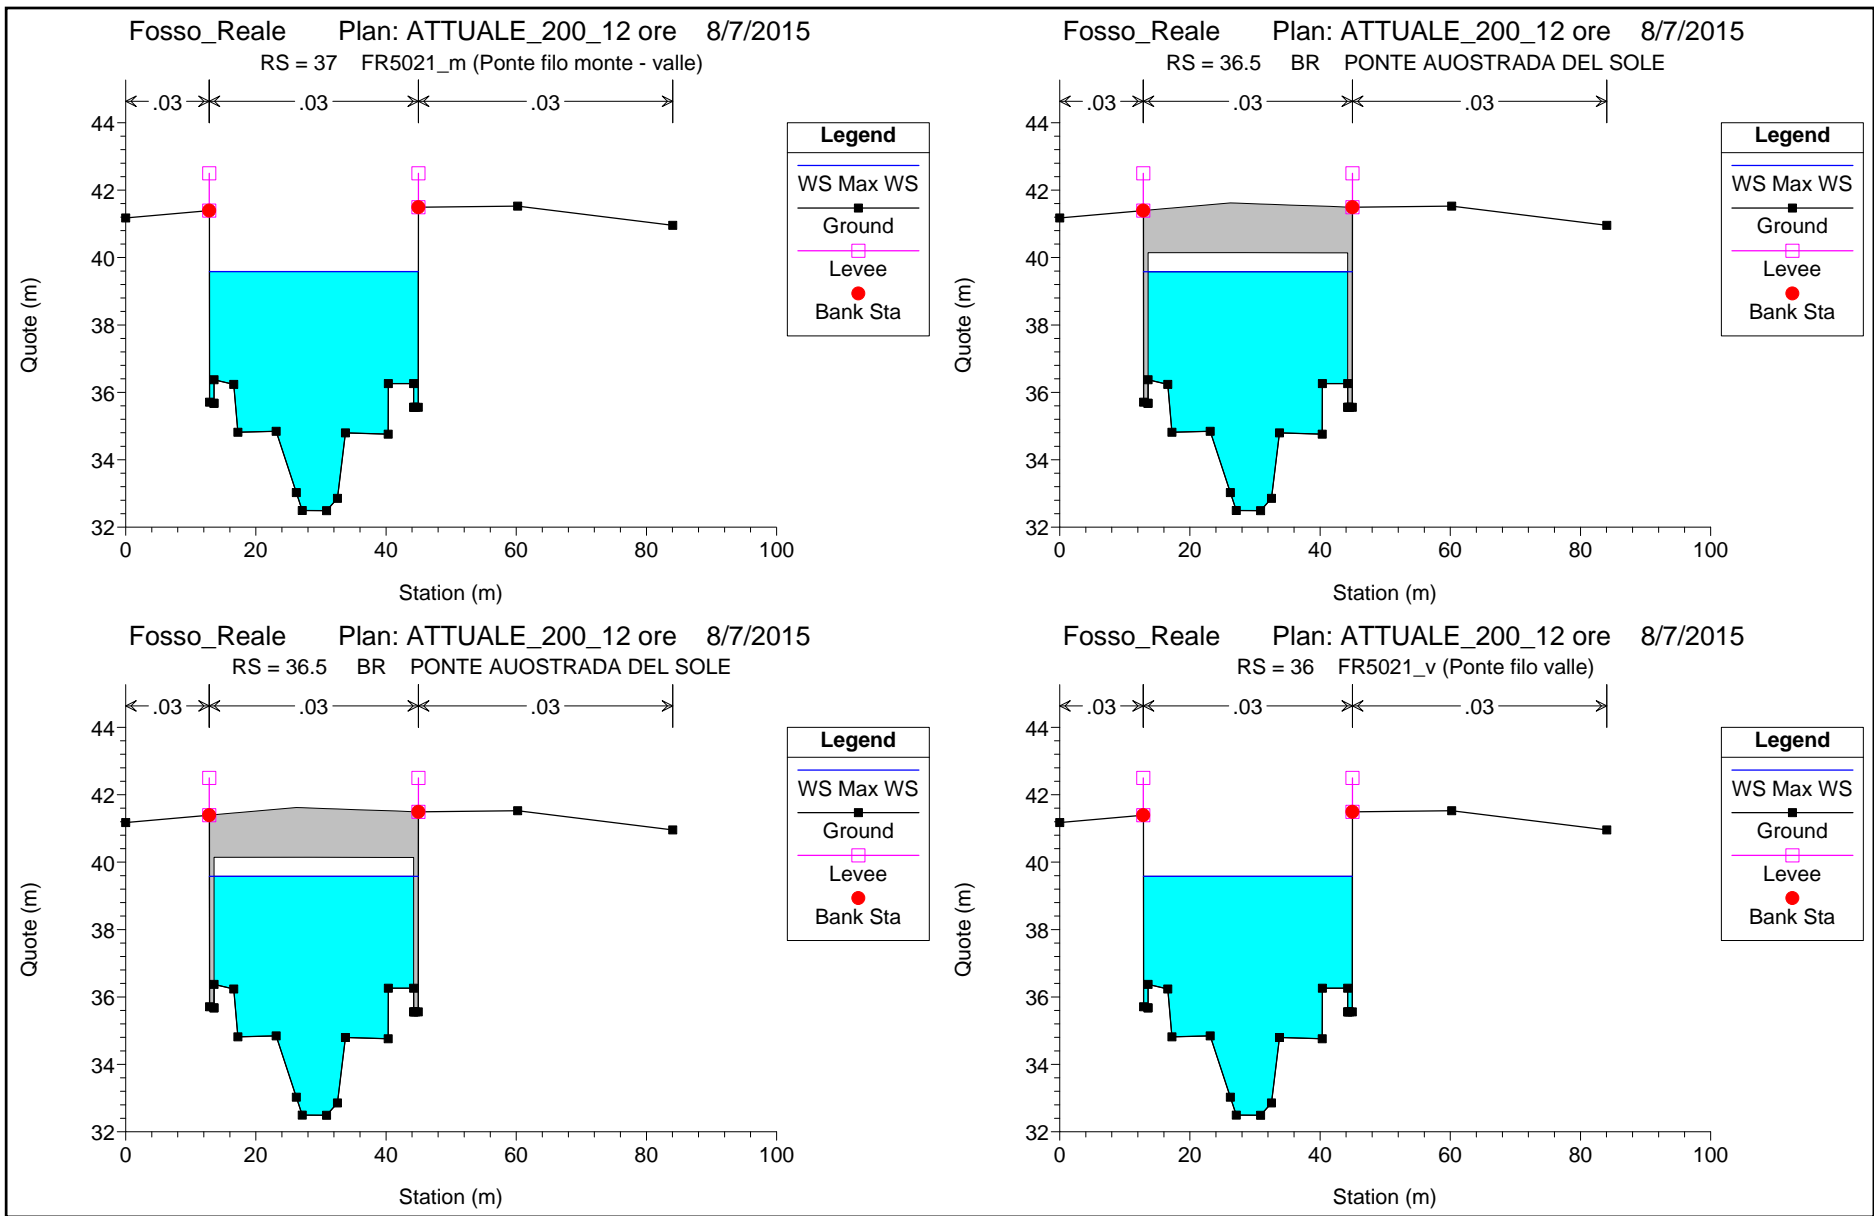 Fosso_Reale Plan: ATTUALE_200_12 ore 8/7/2015
RS = 37 FR5021_m (Ponte filo monte - valle)
.03 .03 .03
44
42
40
38
36
34
32
Quote (m)
0 20 40 60 80 100
Station (m)
Legend
WS Max WS
Ground
Levee
Bank Sta
Fosso_Reale Plan: ATTUALE_200_12 ore 8/7/2015
RS = 36.5 BR PONTE AUOSTRADA DEL SOLE
.03 .03 .03
44
42
40
38
36
34
32
Quote (m)
0 20 40 60 80 100
Station (m)
Legend
WS Max WS
Ground
Levee
Bank Sta
Fosso_Reale Plan: ATTUALE_200_12 ore 8/7/2015
RS = 36.5 BR PONTE AUOSTRADA DEL SOLE
.03 .03 .03
44
42
40
38
36
34
32
Quote (m)
0 20 40 60 80 100
Station (m)
Legend
WS Max WS
Ground
Levee
Bank Sta
Fosso_Reale Plan: ATTUALE_200_12 ore 8/7/2015
RS = 36 FR5021_v (Ponte filo valle)
.03 .03 .03
44
42
40
38
36
34
32
Quote (m)
0 20 40 60 80 100
Station (m)
Legend
WS Max WS
Ground
Levee
Bank Sta